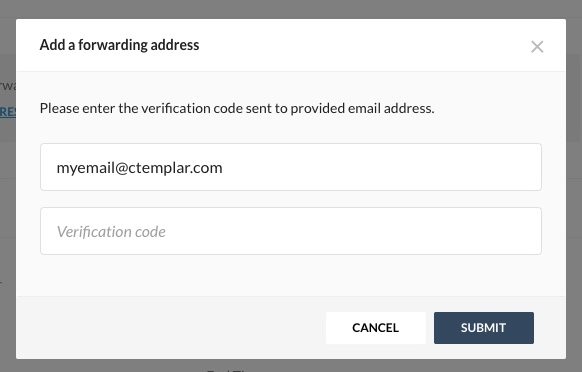 Add a forwarding address
Please enter the verification code sent to provided email address.
myemail@ctemplar.com
Verification code
CANCEL
SUBMIT